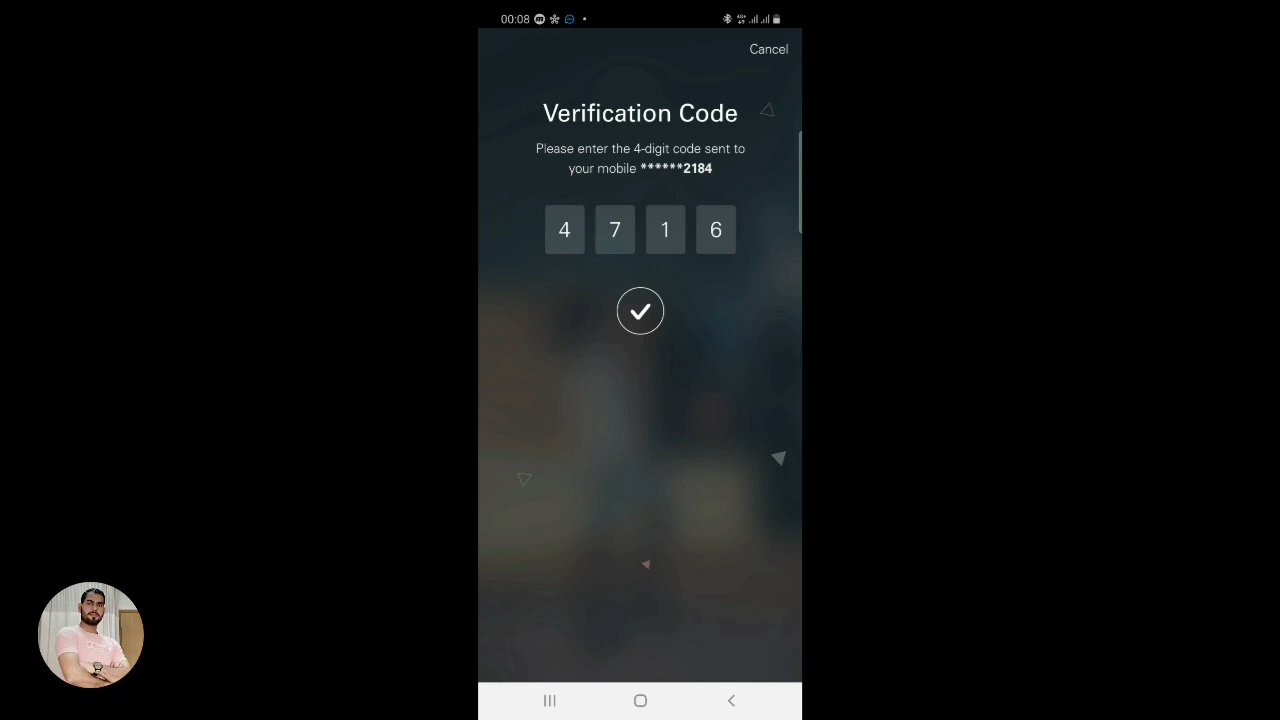 00:08
Cancel
Verification Code
Please enter the 4-digit code sent to
your mobile ******2184
4 7 1 6